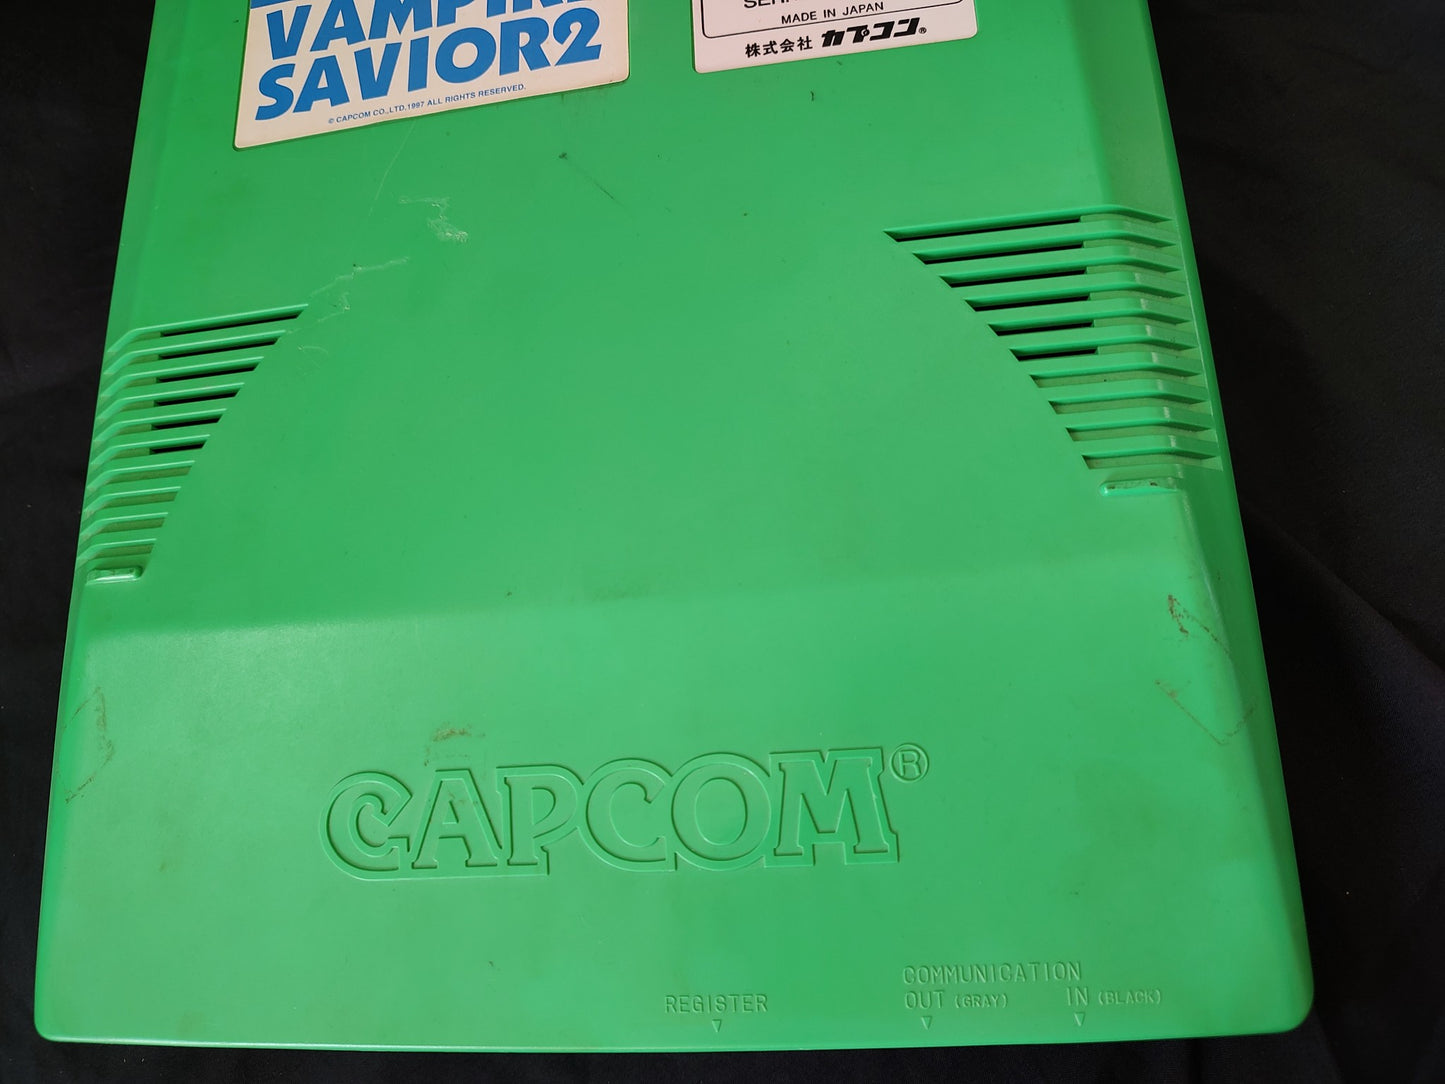 VAMPIRE
SAVIOR2
© CAPCOM CO.,LTD.1997 ALL RIGHTS RESERVED.
MADE IN JAPAN
株式会社 カプコン®
CAPCOM®
REGISTER
COMMUNICATION
OUT (GRAY) IN (BLACK)